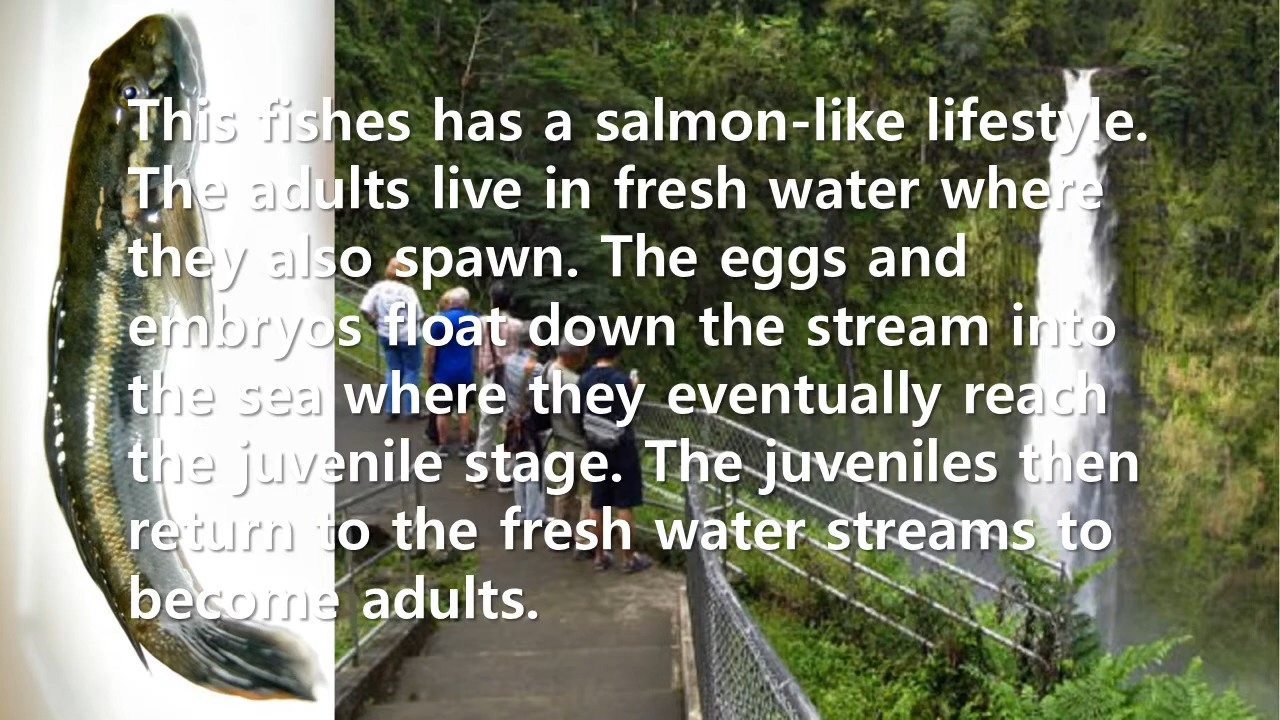 This fishes has a salmon-like lifestyle.
The adults live in fresh water where
they also spawn. The eggs and
embryos float down the stream into
the sea where they eventually reach
the juvenile stage. The juveniles then
return to the fresh water streams to
become adults.